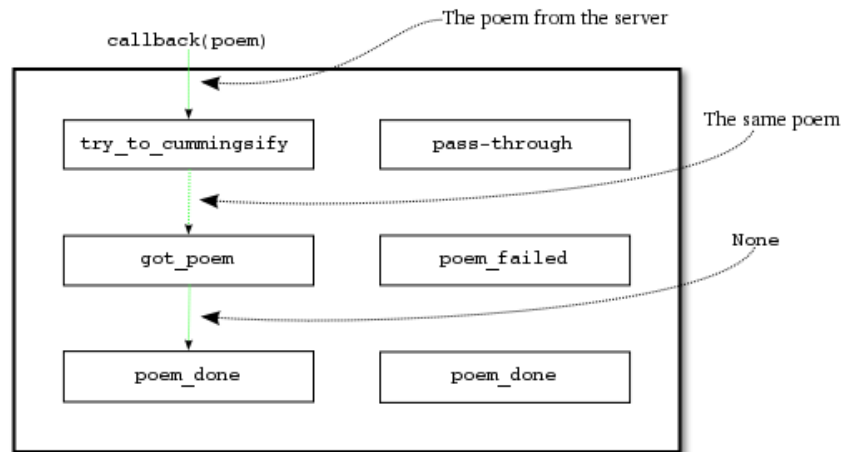 The poem from the server
callback(poem)
try_to_cummingsify
pass-through
The same poem
got_poem
poem_failed
None
poem_done
poem_done